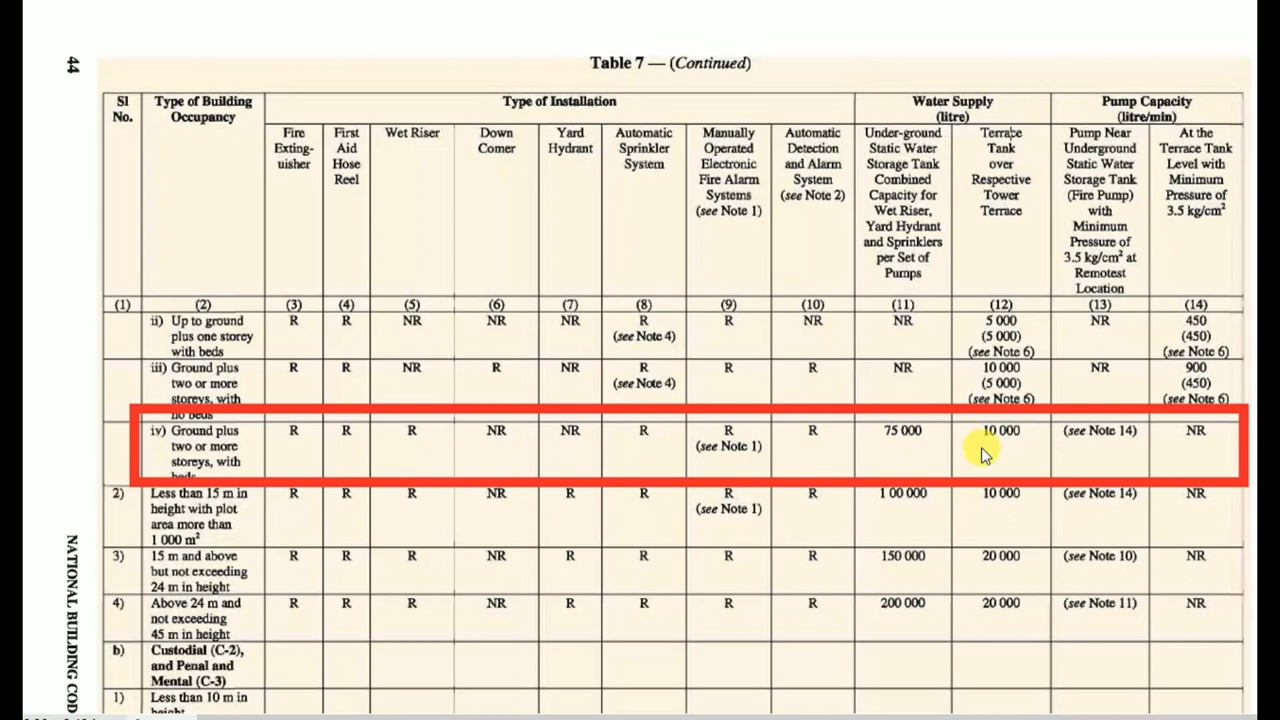 44
Table 7 — (Continued)
Sl No.
Type of Building Occupancy
Type of Installation
Water Supply (litre)
Pump Capacity (litre/min)
Fire Exting- uisher
First Aid Hose Reel
Wet Riser
Down Comer
Yard Hydrant
Automatic Sprinkler System
Manually Operated Electronic Fire Alarm Systems (see Note 1)
Automatic Detection and Alarm System (see Note 2)
Under-ground Static Water Storage Tank Combined Capacity for Wet Riser, Yard Hydrant and Sprinklers per Set of Pumps
Terrace Tank over Respective Tower Terrace
Pump Near Underground Static Water Storage Tank (Fire Pump) with Minimum Pressure of 3.5 kg/cm² at Remotest Location
At the Terrace Tank Level with Minimum Pressure of 3.5 kg/cm²
(1) (2) (3) (4) (5) (6) (7) (8) (9) (10) (11) (12) (13) (14)
ii) Up to ground R R NR NR NR R R NR NR 5 000 NR 450
plus one storey (see Note 4) (5 000) (450)
with beds (see Note 6) (see Note 6)
iii) Ground plus R R NR R NR R R R NR 10 000 NR 900
two or more (see Note 4) (5 000) (450)
storeys, with (see Note 6) (see Note 6)
no beds
iv) Ground plus R R R NR NR R R R 75 000 10 000 (see Note 14) NR
two or more (see Note 1)
storeys, with
beds
2) Less than 15 m in R R R NR R R R R 1 00 000 10 000 (see Note 14) NR
height with plot (see Note 1)
area more than
1 000 m²
3) 15 m and above R R R NR R R R R 150 000 20 000 (see Note 10) NR
but not exceeding
24 m in height
4) Above 24 m and R R R NR R R R R 200 000 20 000 (see Note 11) NR
not exceeding
45 m in height
b) Custodial (C-2),
and Penal and
Mental (C-3)
1) Less than 10 m in
height
NATIONAL BUILDING COD